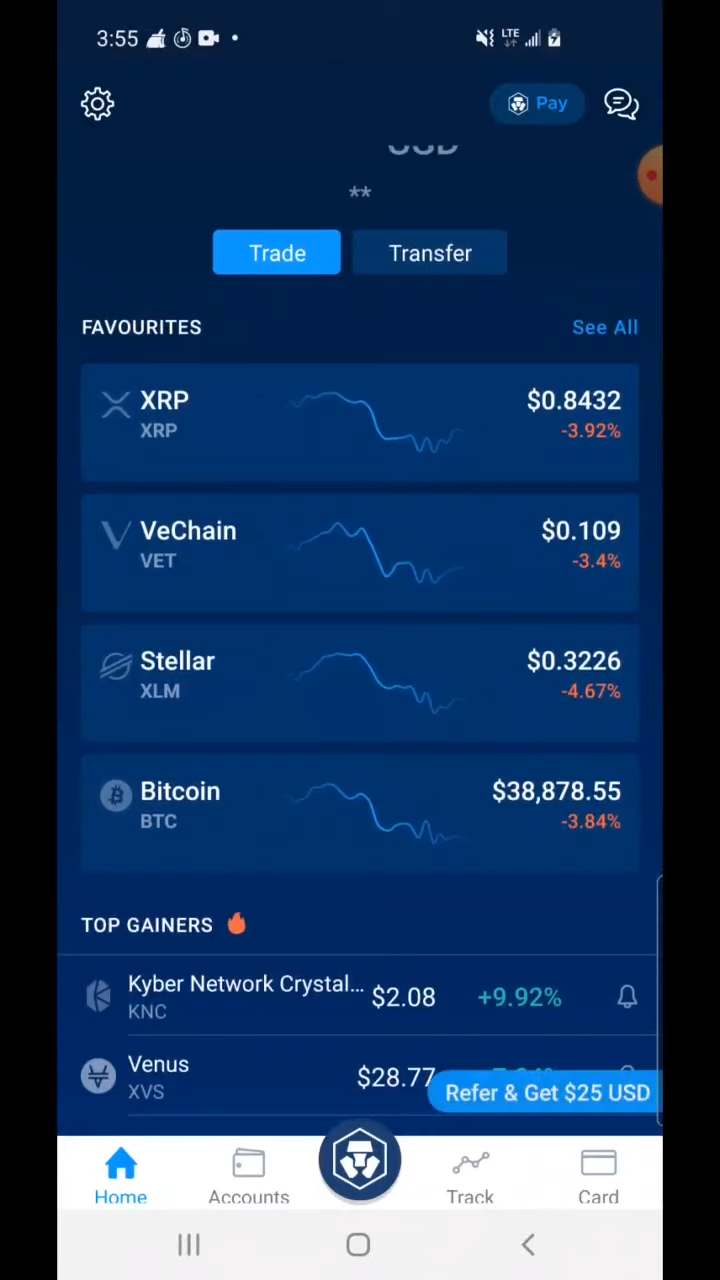 3:55
LTE
Pay
**
Trade
Transfer
FAVOURITES
See All
XRP
$0.8432
XRP
-3.92%
VeChain
$0.109
VET
-3.4%
Stellar
$0.3226
XLM
-4.67%
Bitcoin
$38,878.55
BTC
-3.84%
TOP GAINERS
Kyber Network Crystal...
$2.08
+9.92%
KNC
Venus
$28.77
XVS
Refer & Get $25 USD
Home
Accounts
Track
Card